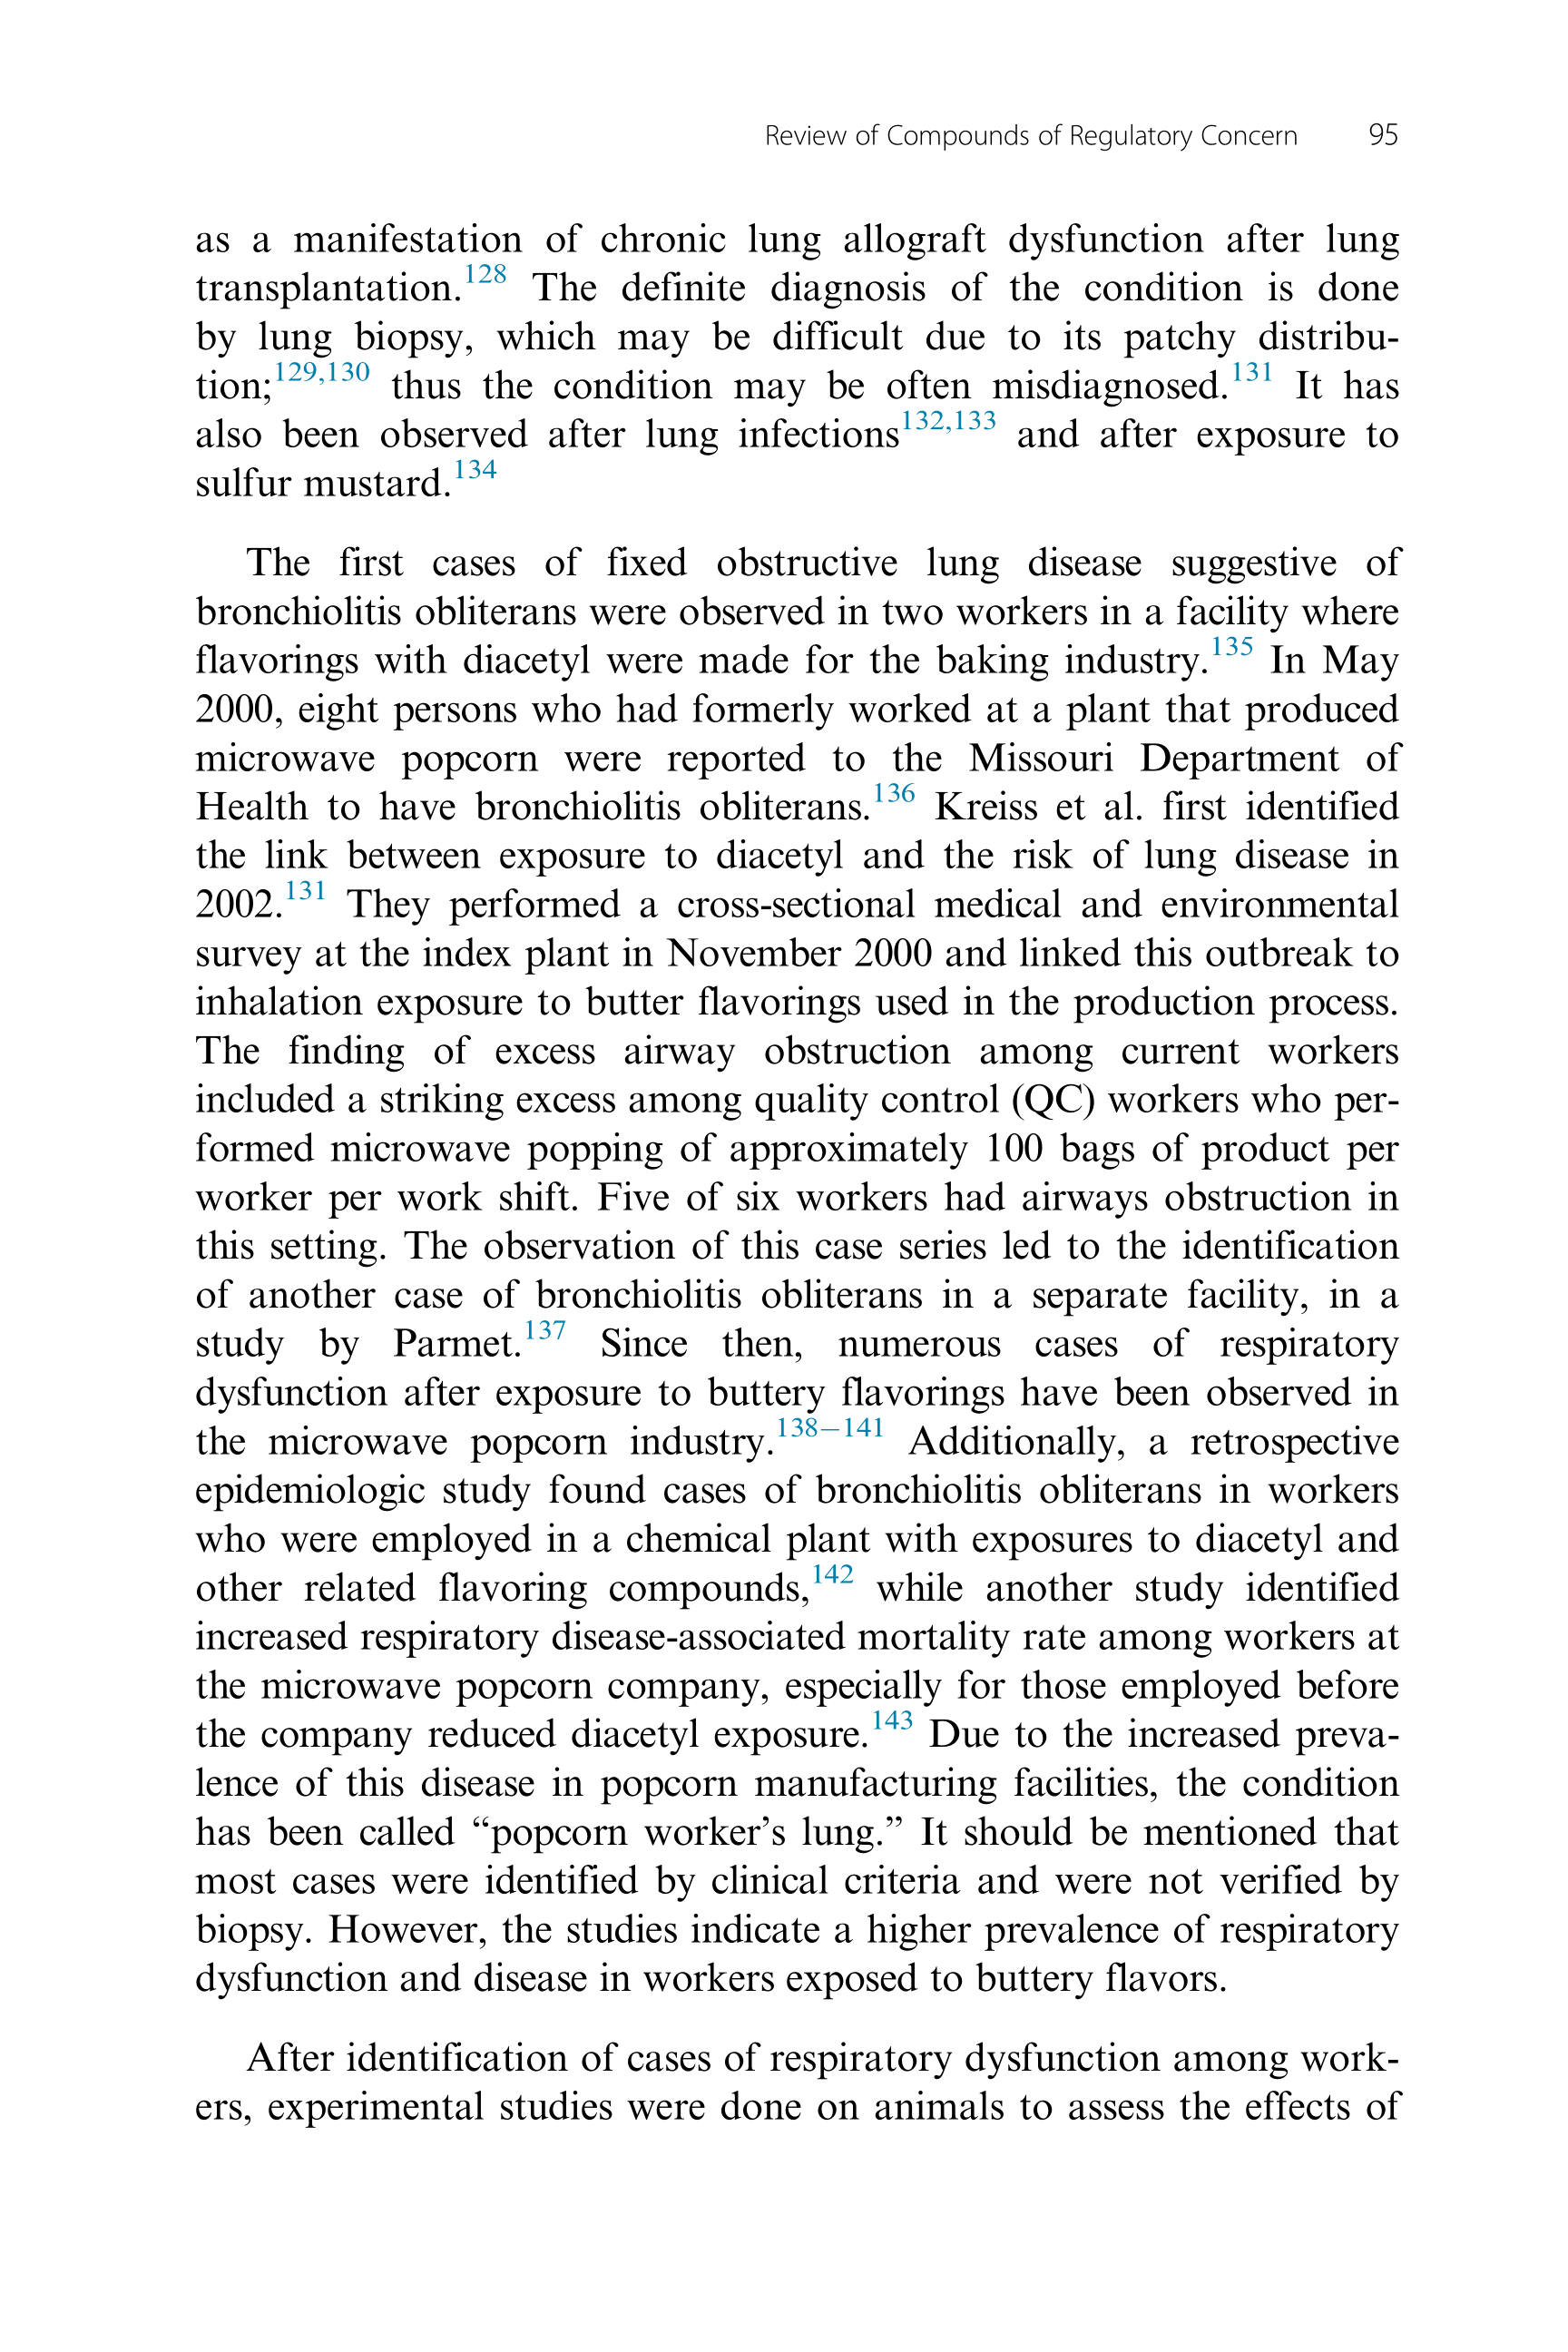 Review of Compounds of Regulatory Concern 95
as a manifestation of chronic lung allograft dysfunction after lung
transplantation.128 The definite diagnosis of the condition is done
by lung biopsy, which may be difficult due to its patchy distribu-
tion;129,130 thus the condition may be often misdiagnosed.131 It has
also been observed after lung infections132,133 and after exposure to
sulfur mustard.134
The first cases of fixed obstructive lung disease suggestive of
bronchiolitis obliterans were observed in two workers in a facility where
flavorings with diacetyl were made for the baking industry.135 In May
2000, eight persons who had formerly worked at a plant that produced
microwave popcorn were reported to the Missouri Department of
Health to have bronchiolitis obliterans.136 Kreiss et al. first identified
the link between exposure to diacetyl and the risk of lung disease in
2002.131 They performed a cross-sectional medical and environmental
survey at the index plant in November 2000 and linked this outbreak to
inhalation exposure to butter flavorings used in the production process.
The finding of excess airway obstruction among current workers
included a striking excess among quality control (QC) workers who per-
formed microwave popping of approximately 100 bags of product per
worker per work shift. Five of six workers had airways obstruction in
this setting. The observation of this case series led to the identification
of another case of bronchiolitis obliterans in a separate facility, in a
study by Parmet.137 Since then, numerous cases of respiratory
dysfunction after exposure to buttery flavorings have been observed in
the microwave popcorn industry.138−141 Additionally, a retrospective
epidemiologic study found cases of bronchiolitis obliterans in workers
who were employed in a chemical plant with exposures to diacetyl and
other related flavoring compounds,142 while another study identified
increased respiratory disease-associated mortality rate among workers at
the microwave popcorn company, especially for those employed before
the company reduced diacetyl exposure.143 Due to the increased preva-
lence of this disease in popcorn manufacturing facilities, the condition
has been called “popcorn worker’s lung.” It should be mentioned that
most cases were identified by clinical criteria and were not verified by
biopsy. However, the studies indicate a higher prevalence of respiratory
dysfunction and disease in workers exposed to buttery flavors.
After identification of cases of respiratory dysfunction among work-
ers, experimental studies were done on animals to assess the effects of